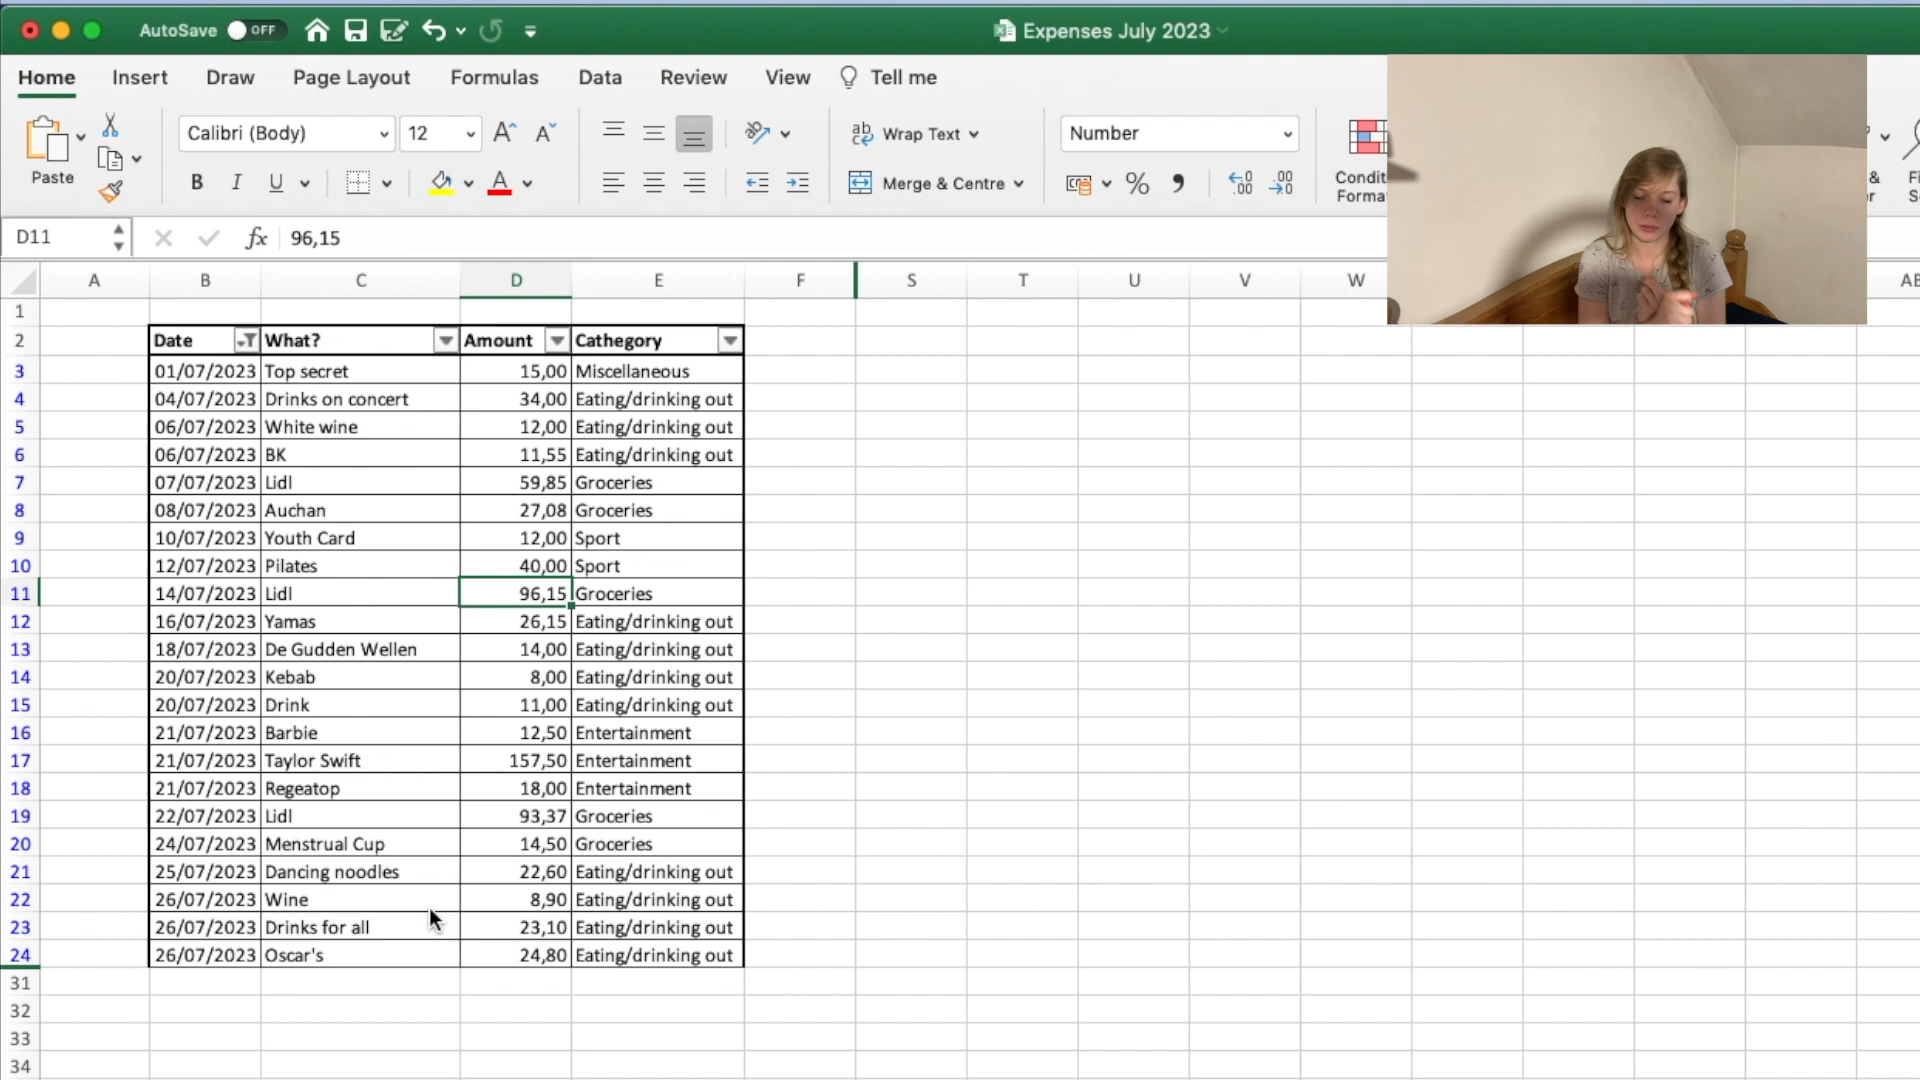 AutoSave OFF Expenses July 2023
Home Insert Draw Page Layout Formulas Data Review View Tell me
Paste Calibri (Body) 12 A A ab Wrap Text Number
B I U A Merge & Centre % 9 0 .00 .00 0 Condit &
Forma
D11 fx 96,15
A B C D E F S T U V W
1
2 Date What? Amount Cathegory
3 01/07/2023 Top secret 15,00 Miscellaneous
4 04/07/2023 Drinks on concert 34,00 Eating/drinking out
5 06/07/2023 White wine 12,00 Eating/drinking out
6 06/07/2023 BK 11,55 Eating/drinking out
7 07/07/2023 Lidl 59,85 Groceries
8 08/07/2023 Auchan 27,08 Groceries
9 10/07/2023 Youth Card 12,00 Sport
10 12/07/2023 Pilates 40,00 Sport
11 14/07/2023 Lidl 96,15 Groceries
12 16/07/2023 Yamas 26,15 Eating/drinking out
13 18/07/2023 De Gudden Wellen 14,00 Eating/drinking out
14 20/07/2023 Kebab 8,00 Eating/drinking out
15 20/07/2023 Drink 11,00 Eating/drinking out
16 21/07/2023 Barbie 12,50 Entertainment
17 21/07/2023 Taylor Swift 157,50 Entertainment
18 21/07/2023 Regeatop 18,00 Entertainment
19 22/07/2023 Lidl 93,37 Groceries
20 24/07/2023 Menstrual Cup 14,50 Groceries
21 25/07/2023 Dancing noodles 22,60 Eating/drinking out
22 26/07/2023 Wine 8,90 Eating/drinking out
23 26/07/2023 Drinks for all 23,10 Eating/drinking out
24 26/07/2023 Oscar's 24,80 Eating/drinking out
31
32
33
34